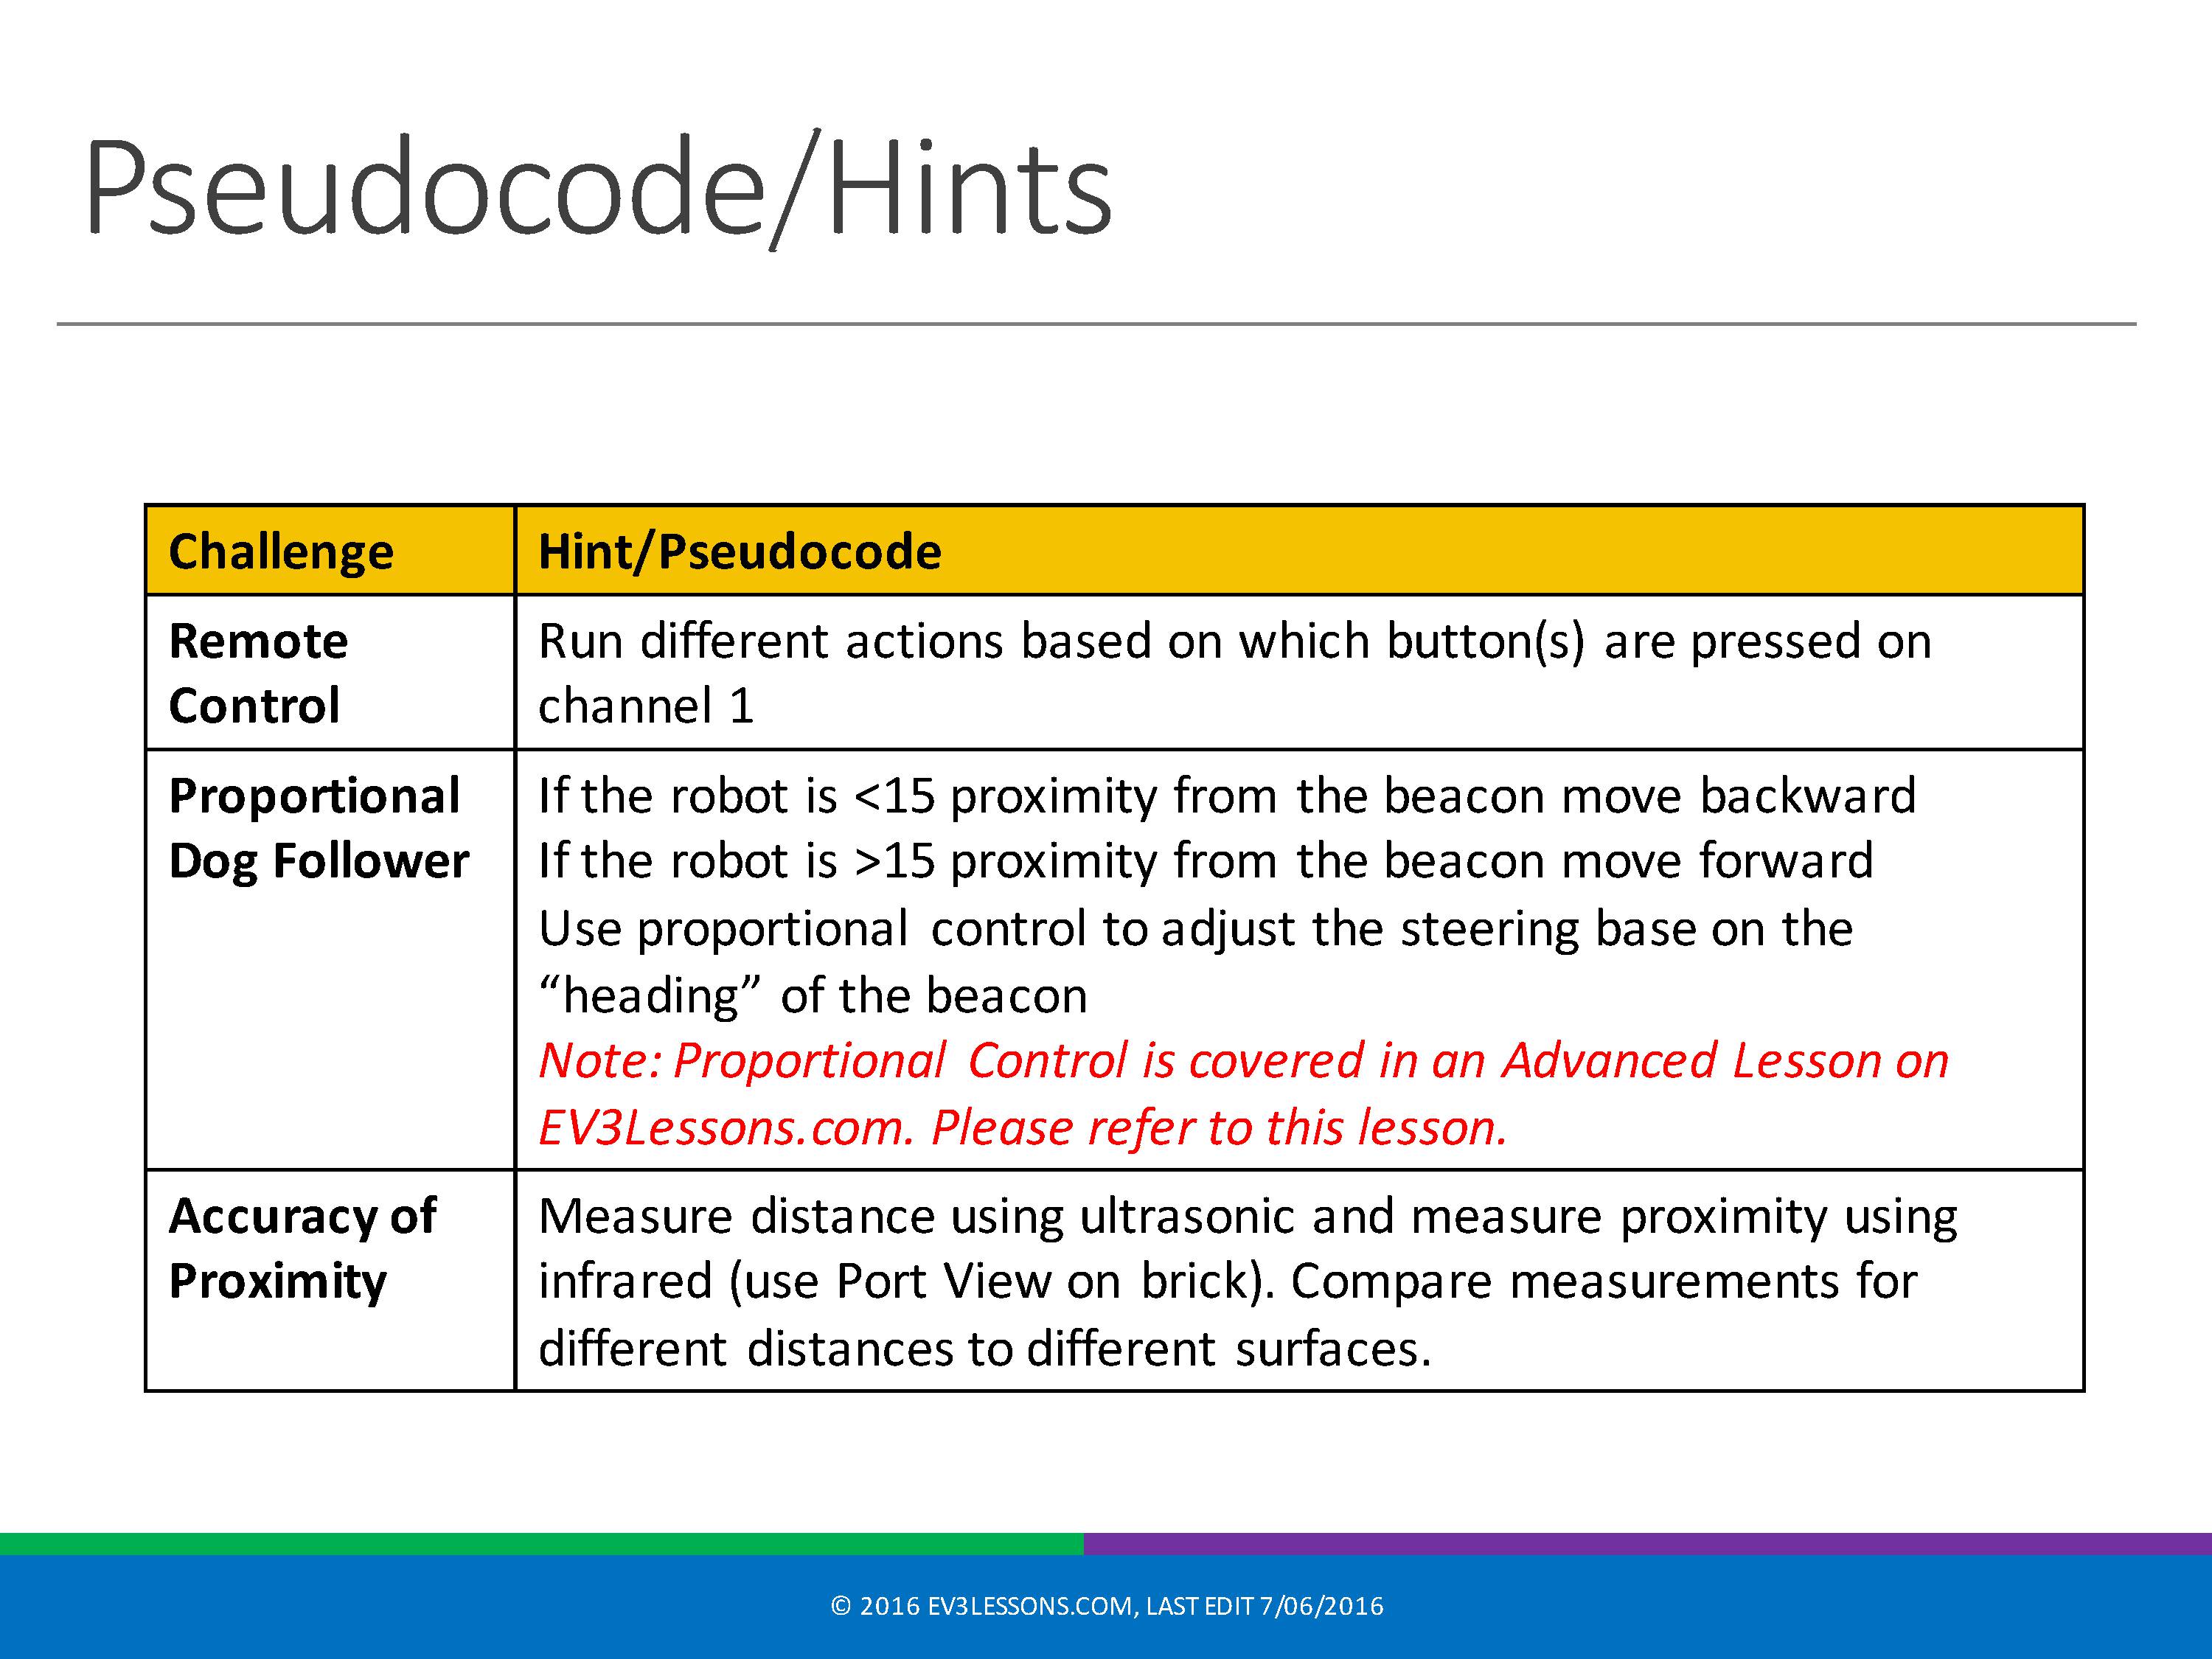 Pseudocode/Hints
Challenge
Hint/Pseudocode
Remote
Control
Run different actions based on which button(s) are pressed on
channel 1
Proportional
Dog Follower
If the robot is <15 proximity from the beacon move backward
If the robot is >15 proximity from the beacon move forward
Use proportional control to adjust the steering base on the
“heading” of the beacon
Note: Proportional Control is covered in an Advanced Lesson on
EV3Lessons.com. Please refer to this lesson.
Accuracy of
Proximity
Measure distance using ultrasonic and measure proximity using
infrared (use Port View on brick). Compare measurements for
different distances to different surfaces.
© 2016 EV3LESSONS.COM, LAST EDIT 7/06/2016